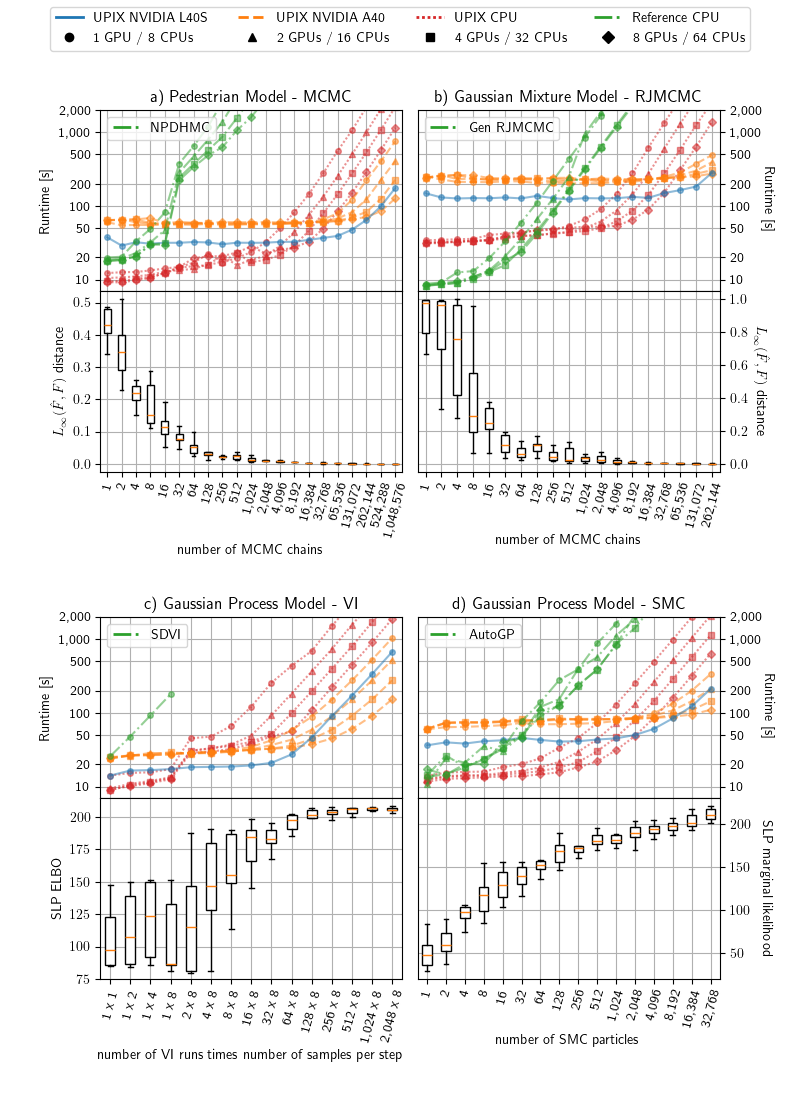 UPIX NVIDIA L40S UPIX NVIDIA A40 UPIX CPU Reference CPU
1 GPU / 8 CPUs 2 GPUs / 16 CPUs 4 GPUs / 32 CPUs 8 GPUs / 64 CPUs
a) Pedestrian Model - MCMC
NPDHMC
2,000
1,000
500
200
100
50
20
10
Runtime [s]
0.5
0.4
0.3
0.2
0.1
0.0
L∞(F̂, F) distance
1 2 4 8 16 32 64 128 256 512 1,024 2,048 4,096 8,192 16,384 32,768 65,536 131,072 262,144 524,288 1,048,576
number of MCMC chains
b) Gaussian Mixture Model - RJMCMC
Gen RJMCMC
2,000
1,000
500
200
100
50
20
10
Runtime [s]
1.0
0.8
0.6
0.4
0.2
0.0
L∞(F̂, F) distance
1 2 4 8 16 32 64 128 256 512 1,024 2,048 4,096 8,192 16,384 32,768 65,536 131,072 262,144
number of MCMC chains
c) Gaussian Process Model - VI
SDVI
2,000
1,000
500
200
100
50
20
10
Runtime [s]
200
175
150
125
100
75
SLP ELBO
1 x 1 1 x 2 1 x 4 1 x 8 2 x 8 4 x 8 8 x 8 16 x 8 32 x 8 64 x 8 128 x 8 256 x 8 512 x 8 1,024 x 8 2,048 x 8
number of VI runs times number of samples per step
d) Gaussian Process Model - SMC
AutoGP
2,000
1,000
500
200
100
50
20
10
Runtime [s]
200
150
100
50
SLP marginal likelihood
1 2 4 8 16 32 64 128 256 512 1,024 2,048 4,096 8,192 16,384 32,768
number of SMC particles